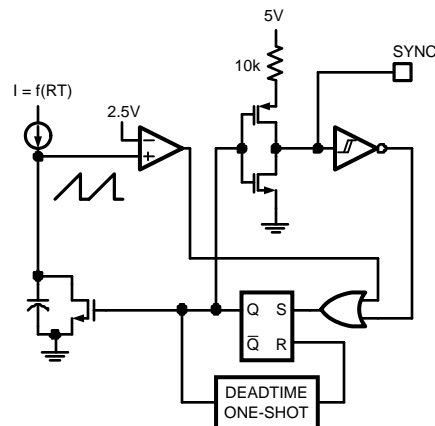 5V
SYNC
10k
I = f(RT)
2.5V
−
+
Q S
Q̅ R
DEADTIME
ONE-SHOT